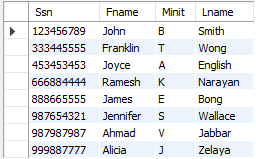 Ssn Fname Minit Lname
123456789 John B Smith
333445555 Franklin T Wong
453453453 Joyce A English
666884444 Ramesh K Narayan
888665555 James E Bong
987654321 Jennifer S Wallace
987987987 Ahmad V Jabbar
999887777 Alicia J Zelaya